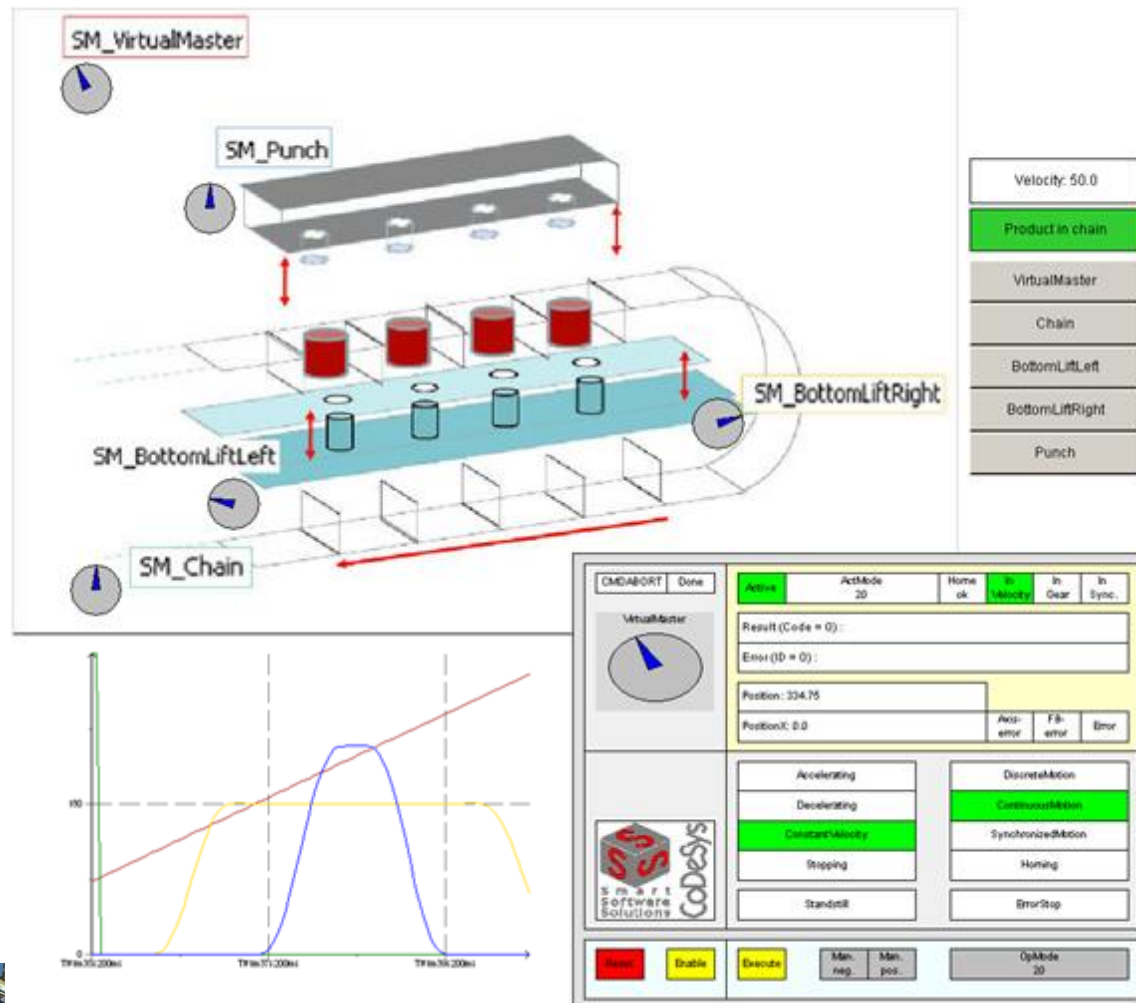 SM_VirtualMaster
SM_Punch
SM_BottomLiftRight
SM_BottomLiftLeft
SM_Chain
Velocity: 50.0
Product in chain
VirtualMaster
Chain
BottomLiftLeft
BottomLiftRight
Punch
CMDABORT Done
VirtualMaster
Active
ActMode
20
Home
ok
In
Velocity
In
Gear
In
Sync.
Result (Code = 0) :
Error (ID = 0) :
Position: 334.75
PositionX: 0.0
Axis-
error
FB-
error
Error
Accelerating
Decelerating
ConstantVelocity
Stopping
Standstill
DiscreteMotion
ContinuousMotion
SynchronizedMotion
Homing
ErrorStop
Smart
Software
Solutions
CoDeSys
Reset
Enable
Execute
Man.
neg.
Man.
pos.
OpMode
20
0